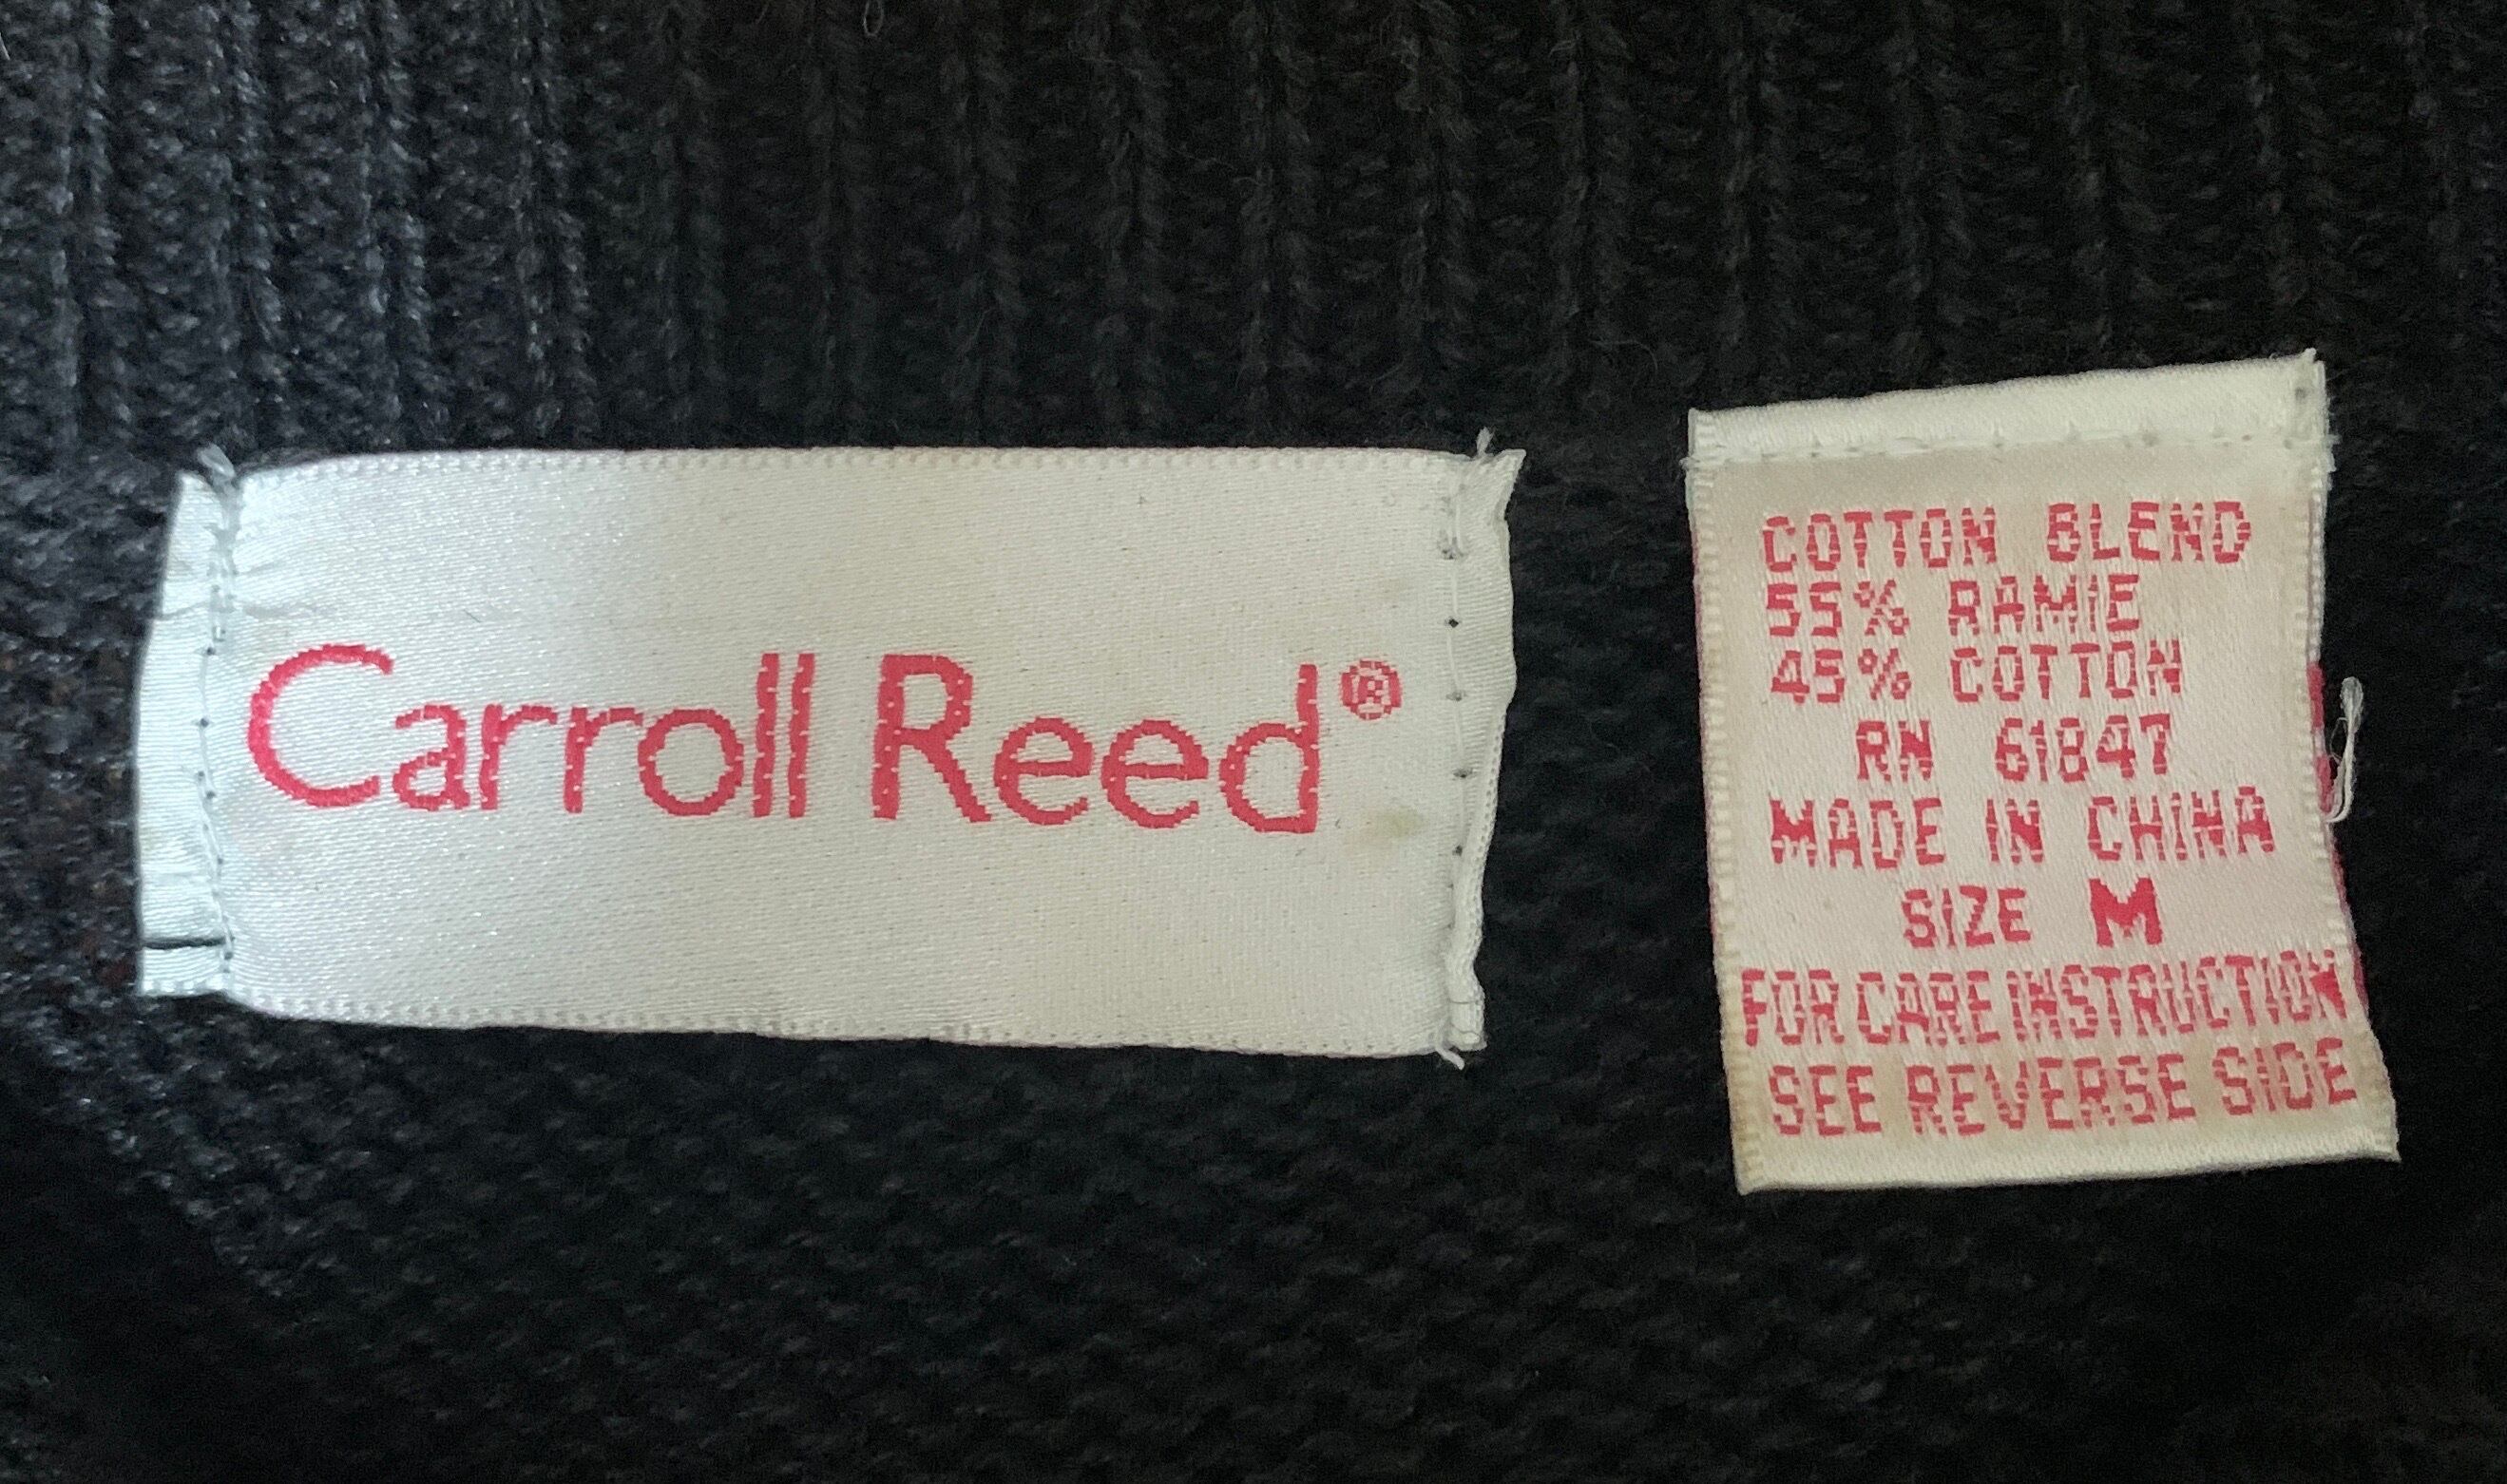 Carroll Reed®
COTTON BLEND
55% RAMIE
45% COTTON
RN 61847
MADE IN CHINA
SIZE M
FOR CARE INSTRUCTION
SEE REVERSE SIDE